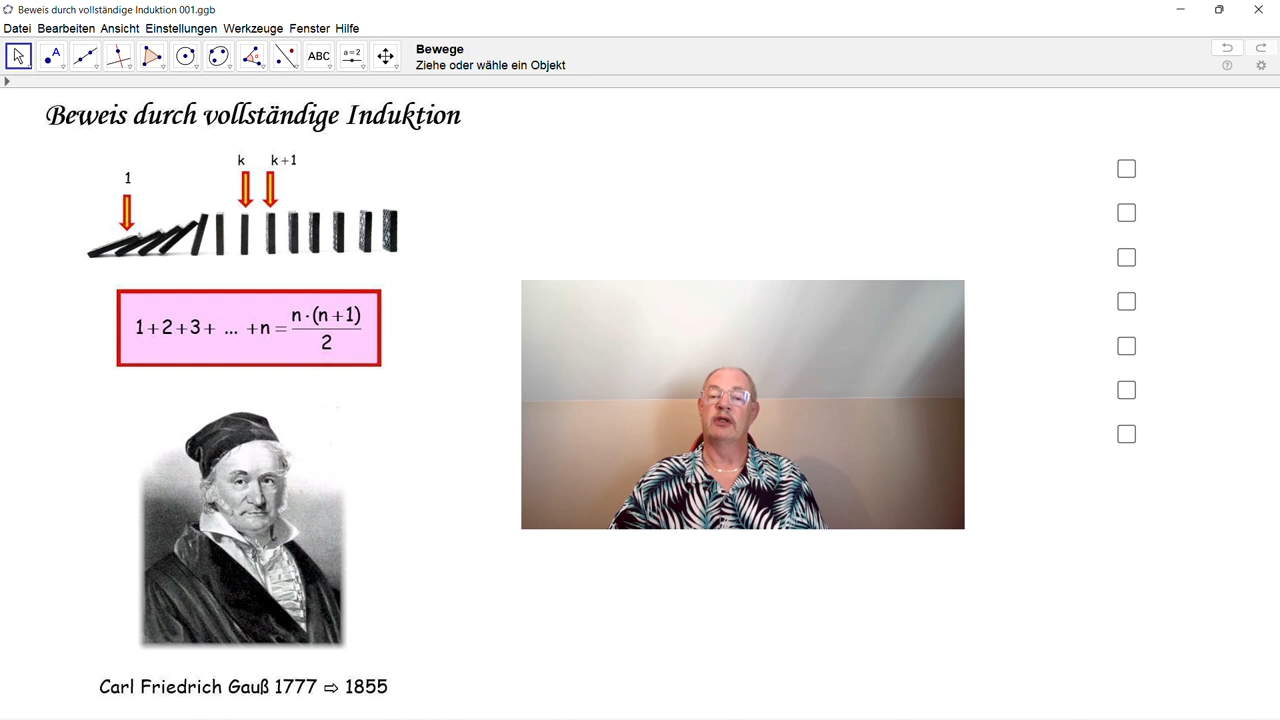 Beweis durch vollständige Induktion 001.ggb
Datei Bearbeiten Ansicht Einstellungen Werkzeuge Fenster Hilfe
A
ABC
a=2
Bewege
Ziehe oder wähle ein Objekt
Beweis durch vollständige Induktion
k k+1
1
1+2+3+ ... +n = n·(n+1)
2
Carl Friedrich Gauß 1777 ⇨ 1855